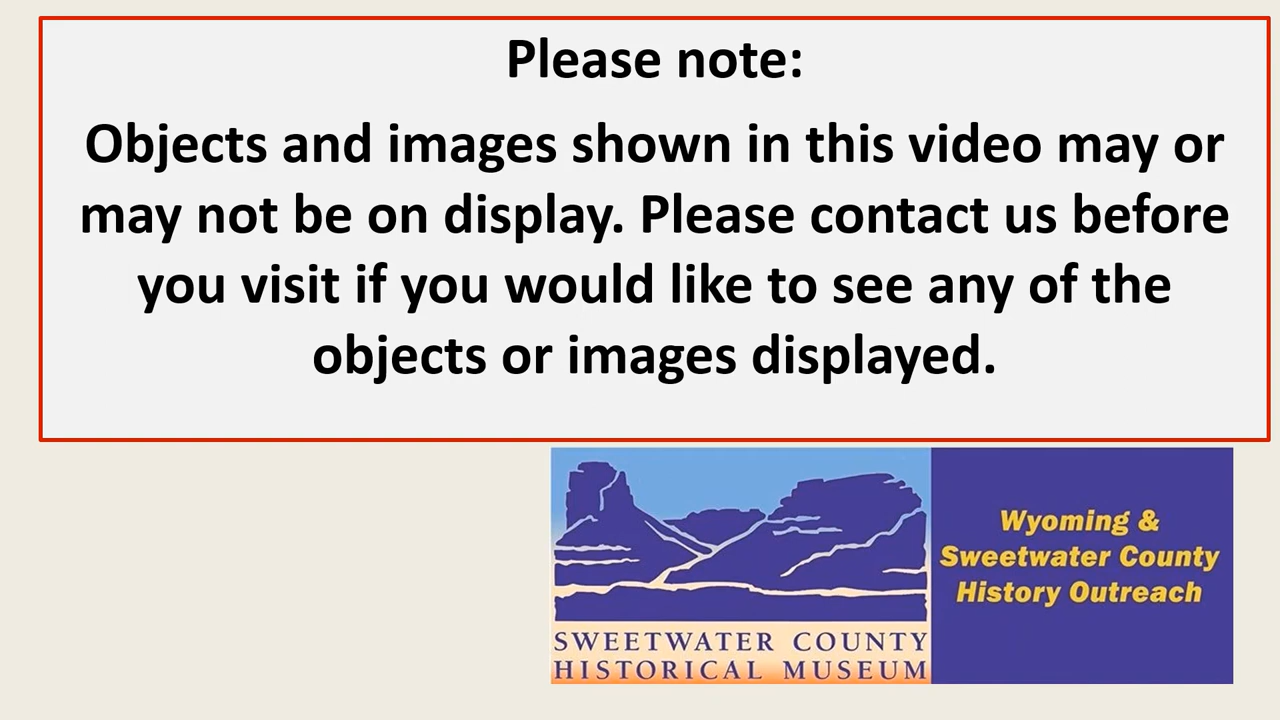 Please note:
Objects and images shown in this video may or
may not be on display. Please contact us before
you visit if you would like to see any of the
objects or images displayed.
SWEETWATER COUNTY
HISTORICAL MUSEUM
Wyoming &
Sweetwater County
History Outreach